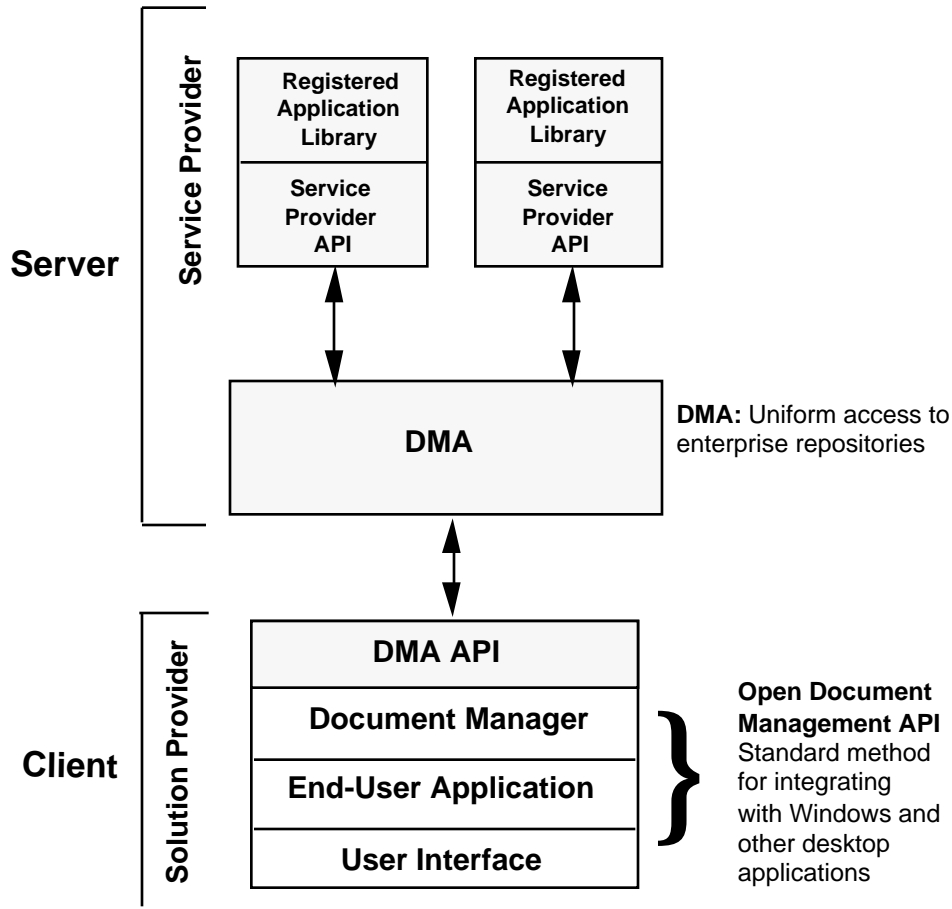 Server
Service Provider
Registered
Application
Library
Service
Provider
API
Registered
Application
Library
Service
Provider
API
DMA
DMA: Uniform access to
enterprise repositories
Client
Solution Provider
DMA API
Document Manager
End-User Application
User Interface
}
Open Document
Management API
Standard method
for integrating
with Windows and
other desktop
applications